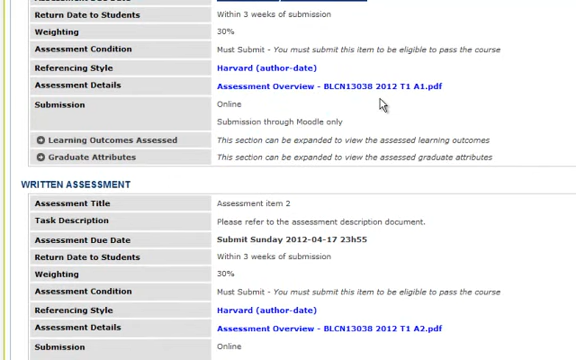 Return Date to Students Within 3 weeks of submission
Weighting 30%
Assessment Condition Must Submit - You must submit this item to be eligible to pass the course
Referencing Style Harvard (author-date)
Assessment Details Assessment Overview - BLCN13038 2012 T1 A1.pdf
Submission Online
Submission through Moodle only
Learning Outcomes Assessed This section can be expanded to view the assessed learning outcomes
Graduate Attributes This section can be expanded to view the assessed graduate attributes
WRITTEN ASSESSMENT
Assessment Title Assessment item 2
Task Description Please refer to the assessment description document.
Assessment Due Date Submit Sunday 2012-04-17 23h55
Return Date to Students Within 3 weeks of submission
Weighting 30%
Assessment Condition Must Submit - You must submit this item to be eligible to pass the course
Referencing Style Harvard (author-date)
Assessment Details Assessment Overview - BLCN13038 2012 T1 A2.pdf
Submission Online